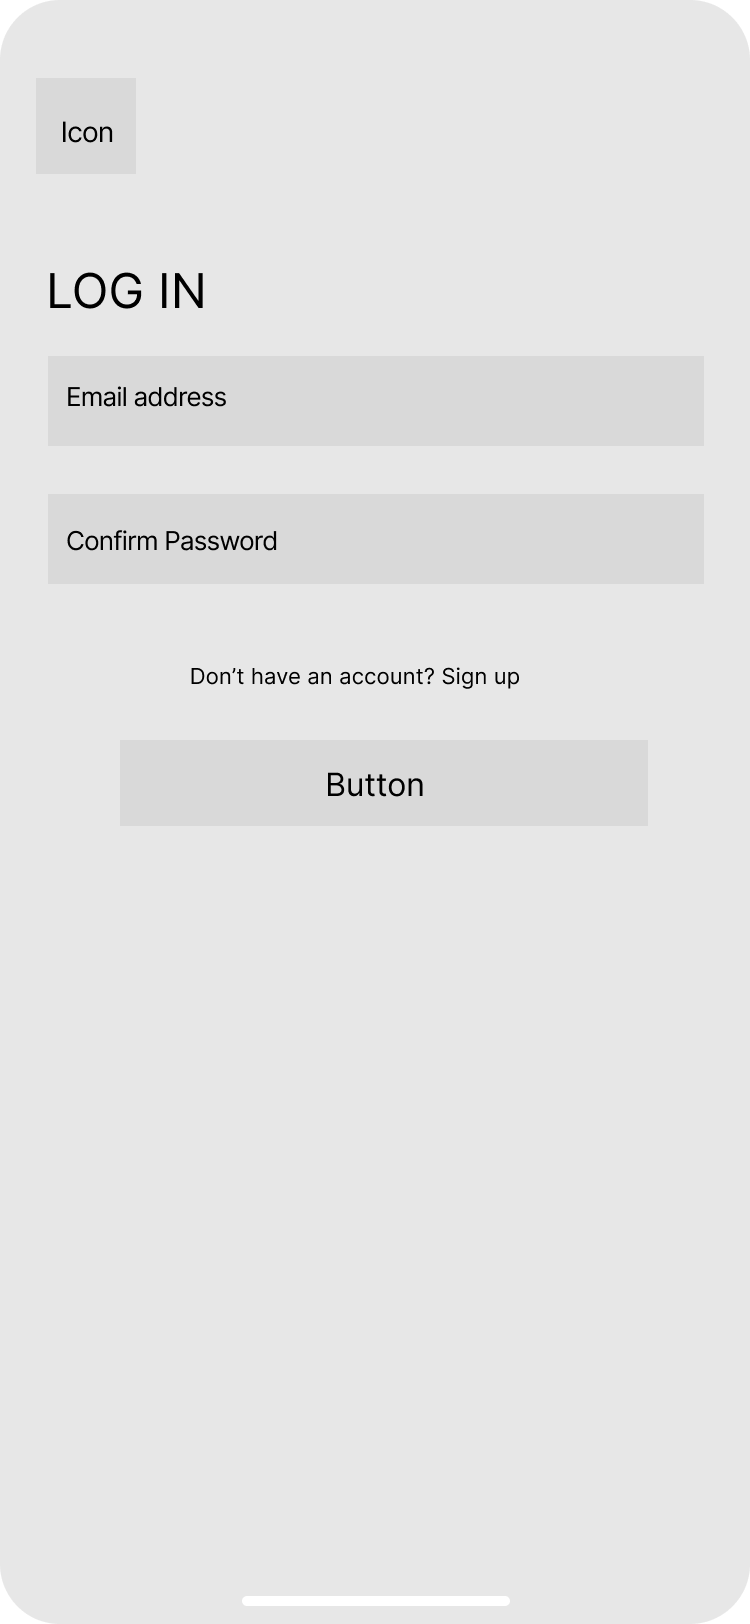 Icon
LOG IN
Email address
Confirm Password
Don’t have an account? Sign up
Button